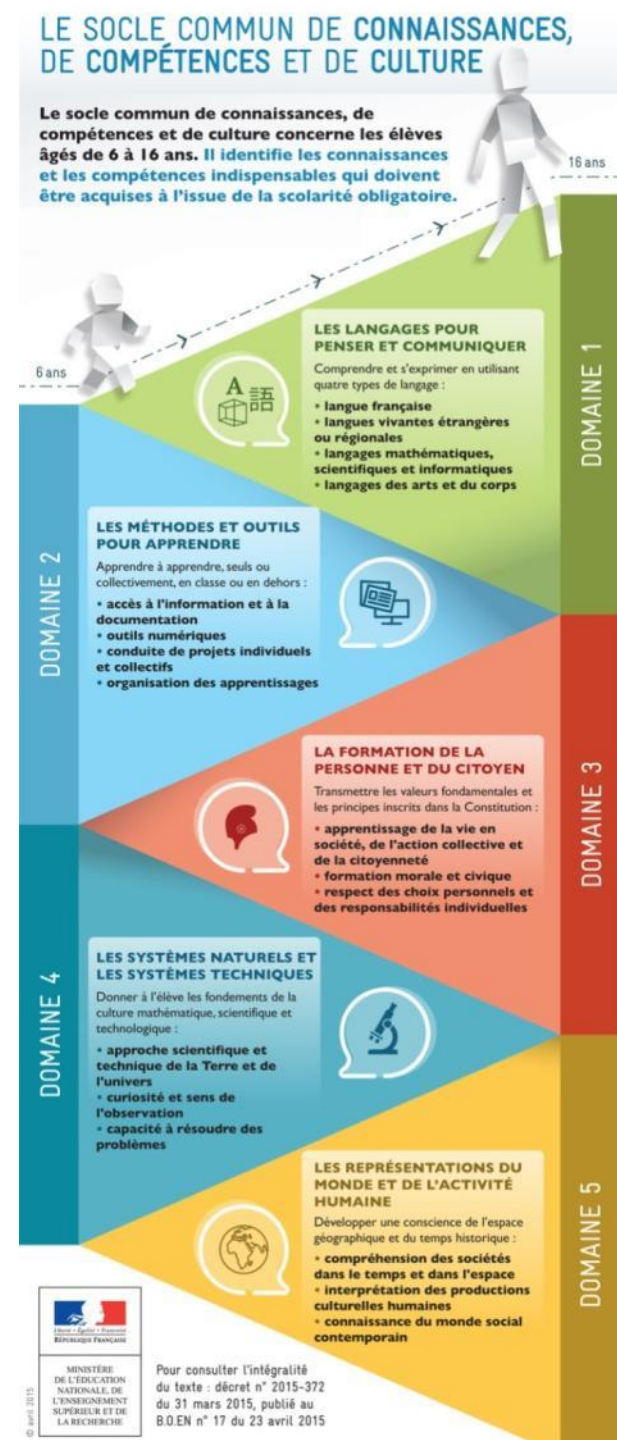 LE SOCLE COMMUN DE CONNAISSANCES,
DE COMPÉTENCES ET DE CULTURE
Le socle commun de connaissances, de
compétences et de culture concerne les élèves
âgés de 6 à 16 ans. Il identifie les connaissances
et les compétences indispensables qui doivent
être acquises à l'issue de la scolarité obligatoire.
16 ans
6 ans
DOMAINE 1
LES LANGAGES POUR
PENSER ET COMMUNIQUER
Comprendre et s'exprimer en utilisant
quatre types de langage :
• langue française
• langues vivantes étrangères
ou régionales
• langages mathématiques,
scientifiques et informatiques
• langages des arts et du corps
A 語
DOMAINE 2
LES MÉTHODES ET OUTILS
POUR APPRENDRE
Apprendre à apprendre, seuls ou
collectivement, en classe ou en dehors :
• accès à l'information et à la
documentation
• outils numériques
• conduite de projets individuels
et collectifs
• organisation des apprentissages
DOMAINE 3
LA FORMATION DE LA
PERSONNE ET DU CITOYEN
Transmettre les valeurs fondamentales et
les principes inscrits dans la Constitution :
• apprentissage de la vie en
société, de l'action collective et
de la citoyenneté
• formation morale et civique
• respect des choix personnels et
des responsabilités individuelles
DOMAINE 4
LES SYSTÈMES NATURELS ET
LES SYSTÈMES TECHNIQUES
Donner à l'élève les fondements de la
culture mathématique, scientifique et
technologique :
• approche scientifique et
technique de la Terre et de
l'univers
• curiosité et sens de
l'observation
• capacité à résoudre des
problèmes
DOMAINE 5
LES REPRÉSENTATIONS DU
MONDE ET DE L'ACTIVITÉ
HUMAINE
Développer une conscience de l'espace
géographique et du temps historique :
• compréhension des sociétés
dans le temps et dans l'espace
• interprétation des productions
culturelles humaines
• connaissance du monde social
contemporain
Liberté • Égalité • Fraternité
RÉPUBLIQUE FRANÇAISE
MINISTÈRE
DE L'ÉDUCATION
NATIONALE, DE
L'ENSEIGNEMENT
SUPÉRIEUR ET DE
LA RECHERCHE
© avril 2015
Pour consulter l'intégralité
du texte : décret n° 2015-372
du 31 mars 2015, publié au
B.O.EN n° 17 du 23 avril 2015